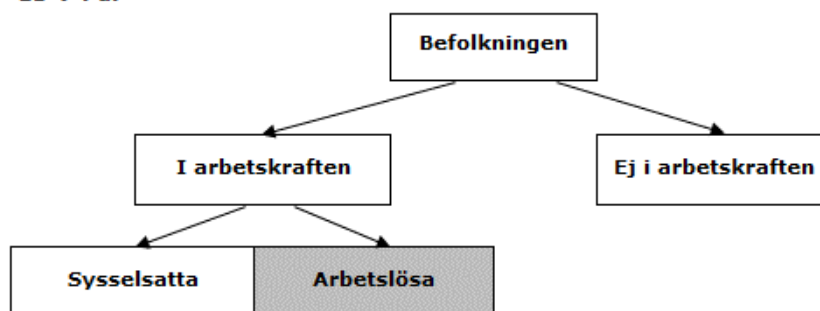 Befolkningen
I arbetskraften
Ej i arbetskraften
Sysselsatta
Arbetslösa